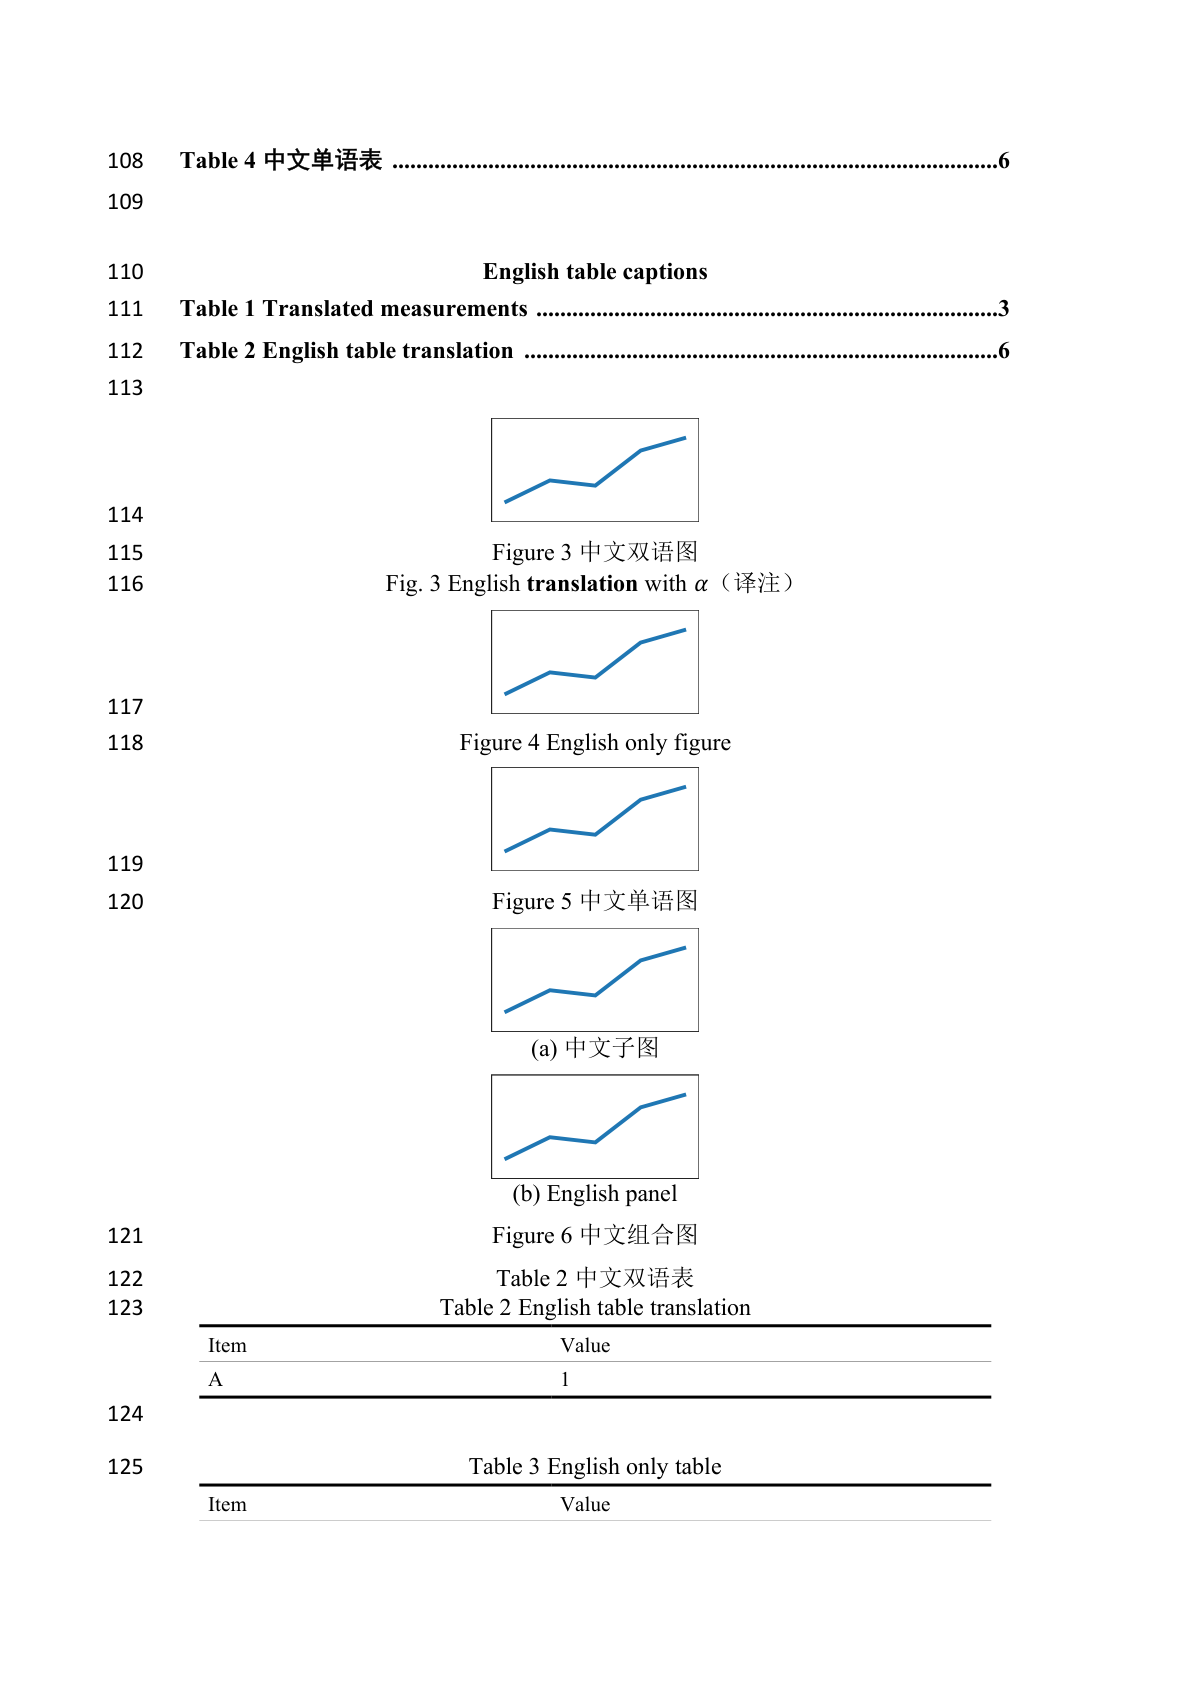 108 Table 4 中文单语表 ..........................................................................................................6
109
110 English table captions
111 Table 1 Translated measurements ................................................................................3
112 Table 2 English table translation ..................................................................................6
113
114
115 Figure 3 中文双语图
116 Fig. 3 English translation with α（译注）
117
118 Figure 4 English only figure
119
120 Figure 5 中文单语图
(a) 中文子图
(b) English panel
121 Figure 6 中文组合图
122 Table 2 中文双语表
123 Table 2 English table translation
Item Value
A 1
124
125 Table 3 English only table
Item Value